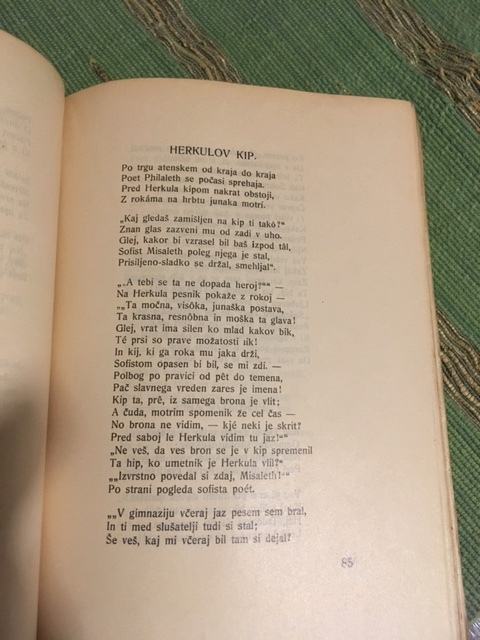 HERKULOV KIP.
Po trgu atenskem od kraja do kraja
Poet Philaleth se počasi sprehaja.
Pred Herkula kipom nakrat obstoji,
Z rokáma na hrbtu junaka motri.
„Kaj gledaš zamišljen na kip ti takó?“
Znan glas zazveni mu od zadi v uho.
Glej, kakor bi vzrasel bil baš izpod tál,
Sofist Misaleth poleg njega je stal,
Prisiljeno-sladko se držal, smehljal“.
„„A tebi se ta ne dopada heroj?““ —
Na Herkula pesnik pokaže z rokoj —
„„Ta močna, visôka, junaška postava,
Ta krasna, resnôbna in moška ta glava!
Glej, vrat ima silen ko mlad kakov bik,
Té prsi so prave možatosti lik!
In kij, ki ga roka mu jaka drži,
Sofistom opasen bi bil, se mi zdi. —
Polbog po pravici od pêt do temena,
Pač slavnega vreden zares je imena!
Kip ta, prê, iz samega brona je vlit;
A čuda, motrim spomenik že cel čas —
No brona ne vidim, — kjé neki je skrit?
Pred saboj le Herkula vidim tu jaz!““
„Ne veš, da ves bron se je v kip spremenil
Ta hip, ko umetnik je Herkula vlil?“
„„Izvrstno povedal si zdaj, Misaleth!““
Po strani pogleda sofista poét.
„„V gimnaziju včeraj jaz pesem sem bral,
In ti med slušatelji tudi si stal;
Še veš, kaj mi včeraj bil tam si dejal?
85